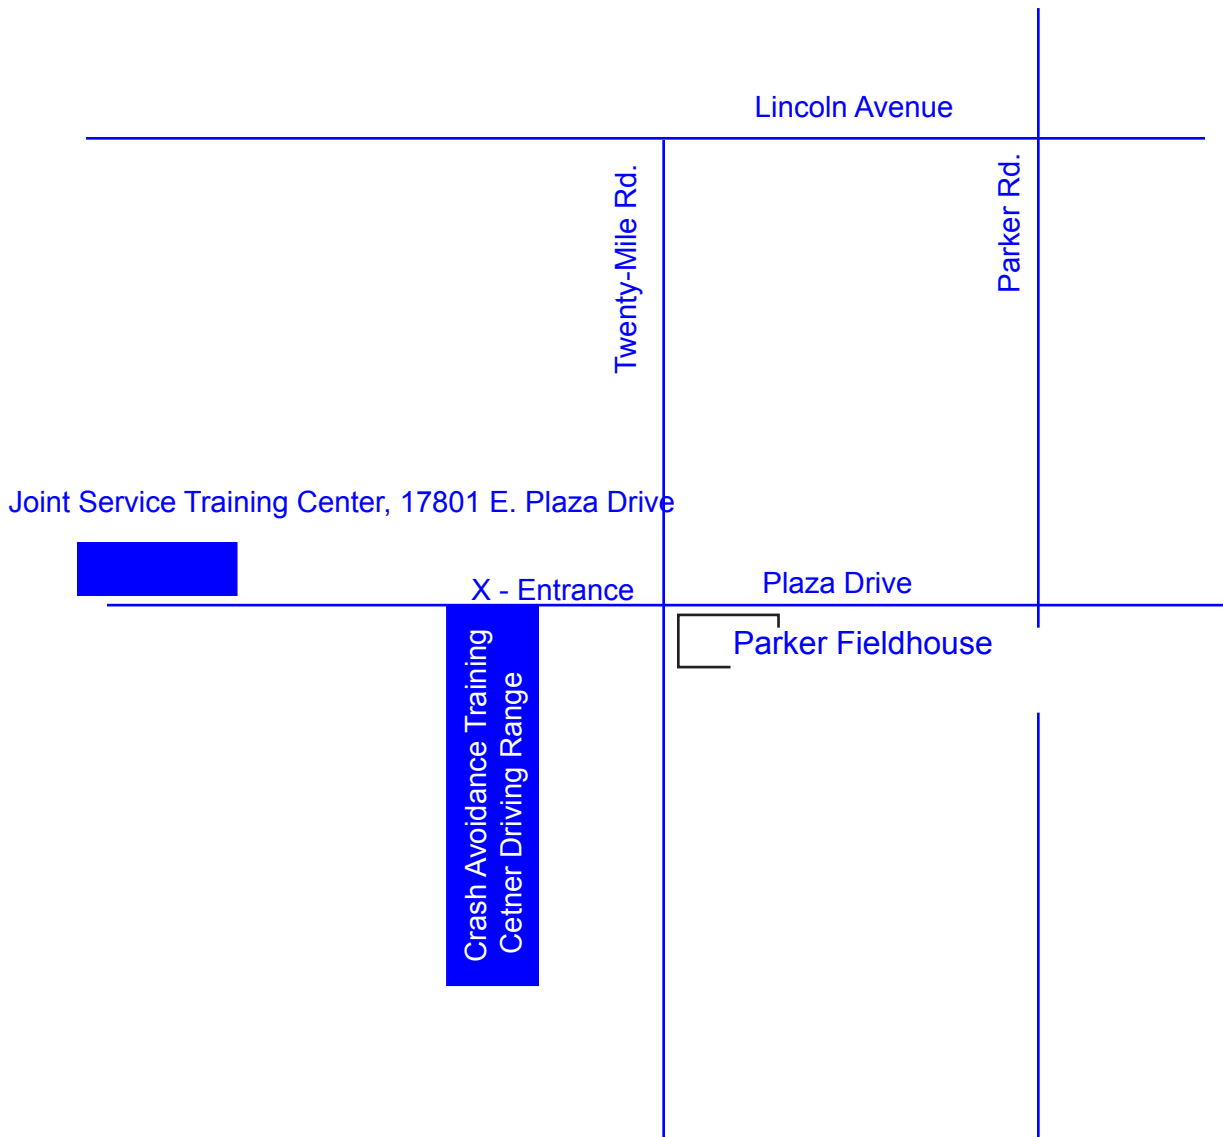 Lincoln Avenue
Twenty-Mile Rd.
Parker Rd.
Joint Service Training Center, 17801 E. Plaza Drive
X - Entrance
Plaza Drive
Parker Fieldhouse
Crash Avoidance Training
Cetner Driving Range